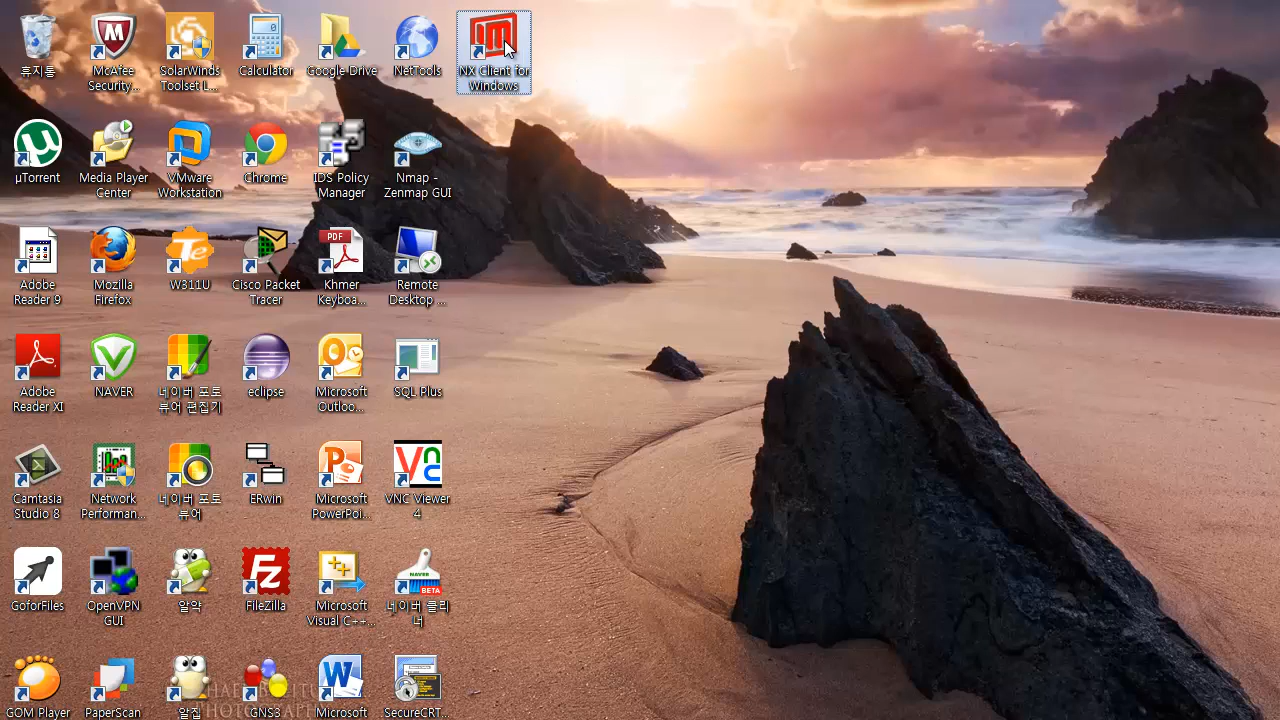 휴지통
McAfee
Security...
SolarWinds
Toolset L...
Calculator
Google Drive
NetTools
NX Client for
Windows
µTorrent
Media Player
Center
VMware
Workstation
Chrome
IDS Policy
Manager
Nmap -
Zenmap GUI
Adobe
Reader 9
Mozilla
Firefox
Te
W311U
Cisco Packet
Tracer
PDF
Khmer
Keyboa...
Remote
Desktop ...
Adobe
Reader XI
NAVER
네이버 포토
뷰어 편집기
eclipse
Microsoft
Outloo...
SQL Plus
Camtasia
Studio 8
Network
Performan...
네이버 포토
뷰어
ERwin
Microsoft
PowerPoi...
VNC Viewer
4
GoforFiles
OpenVPN
GUI
알약
FZ
FileZilla
Microsoft
Visual C++...
NAVER
BETA
네이버 클리
너
GOM Player
PaperScan
알집
GNS3
Microsoft
SecureCRT...